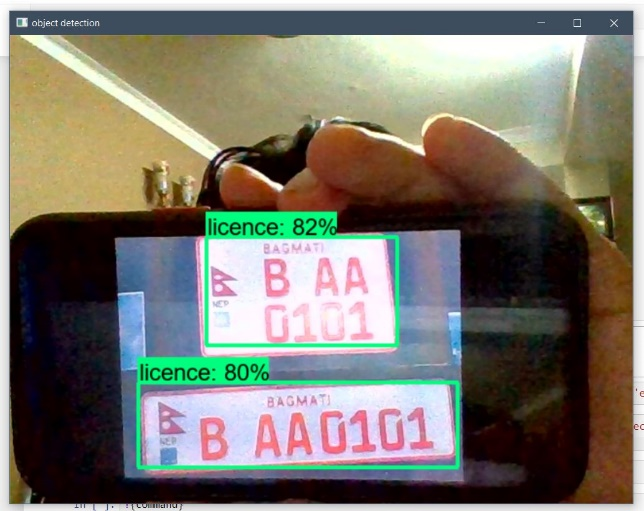 object detection
licence: 82%
BAGMATI
B AA
NEP
0101
licence: 80%
BAGMATI
NEP
B AA0101
In [ ]: !{command}